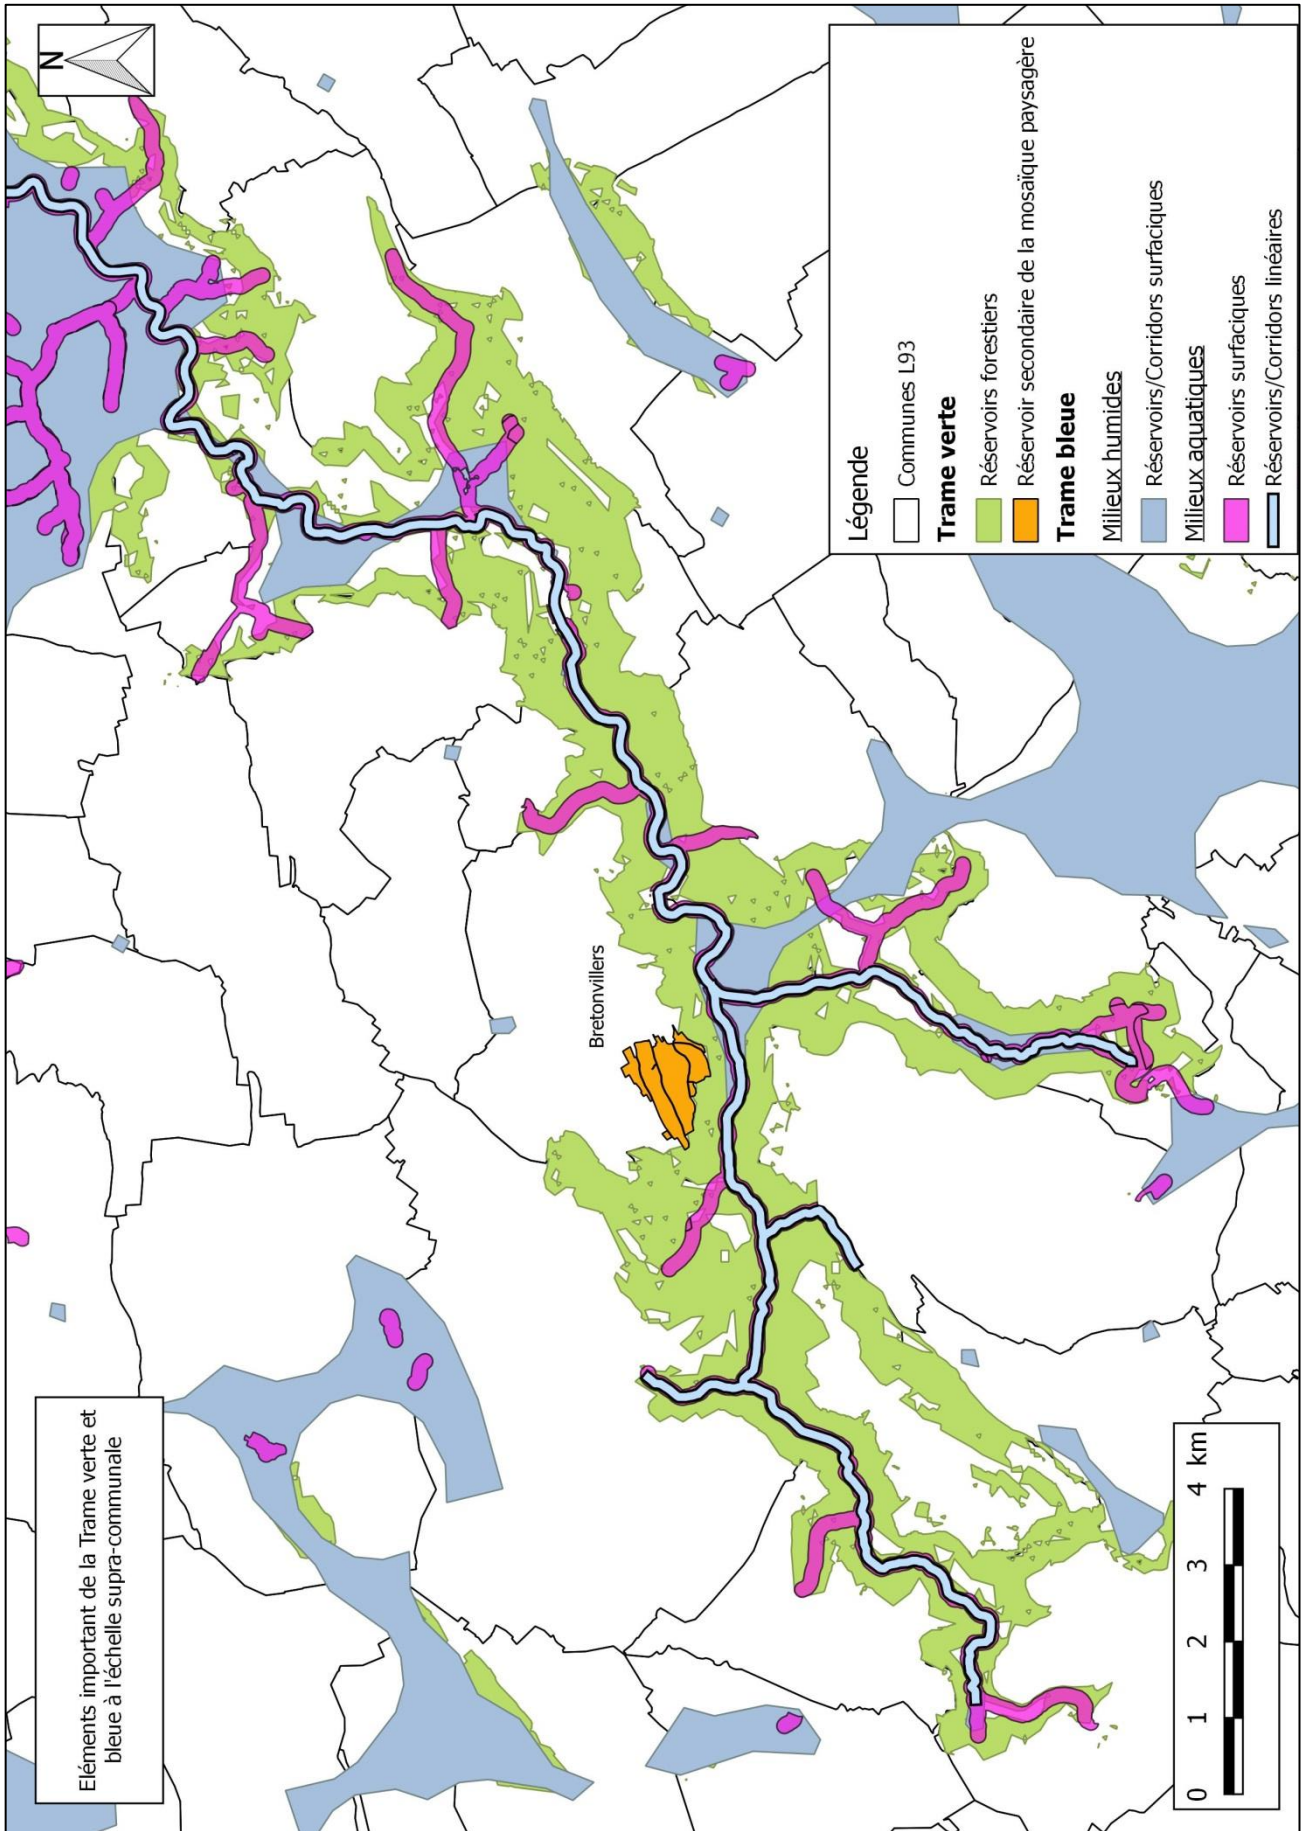 N
Eléments important de la Trame verte et
bleue à l'échelle supra-communale
Bretonvillers
Légende
Communes L93
Trame verte
Réservoirs forestiers
Réservoir secondaire de la mosaïque paysagère
Trame bleue
Milieux humides
Réservoirs/Corridors surfaciques
Milieux aquatiques
Réservoirs surfaciques
Réservoirs/Corridors linéaires
0 1 2 3 4 km